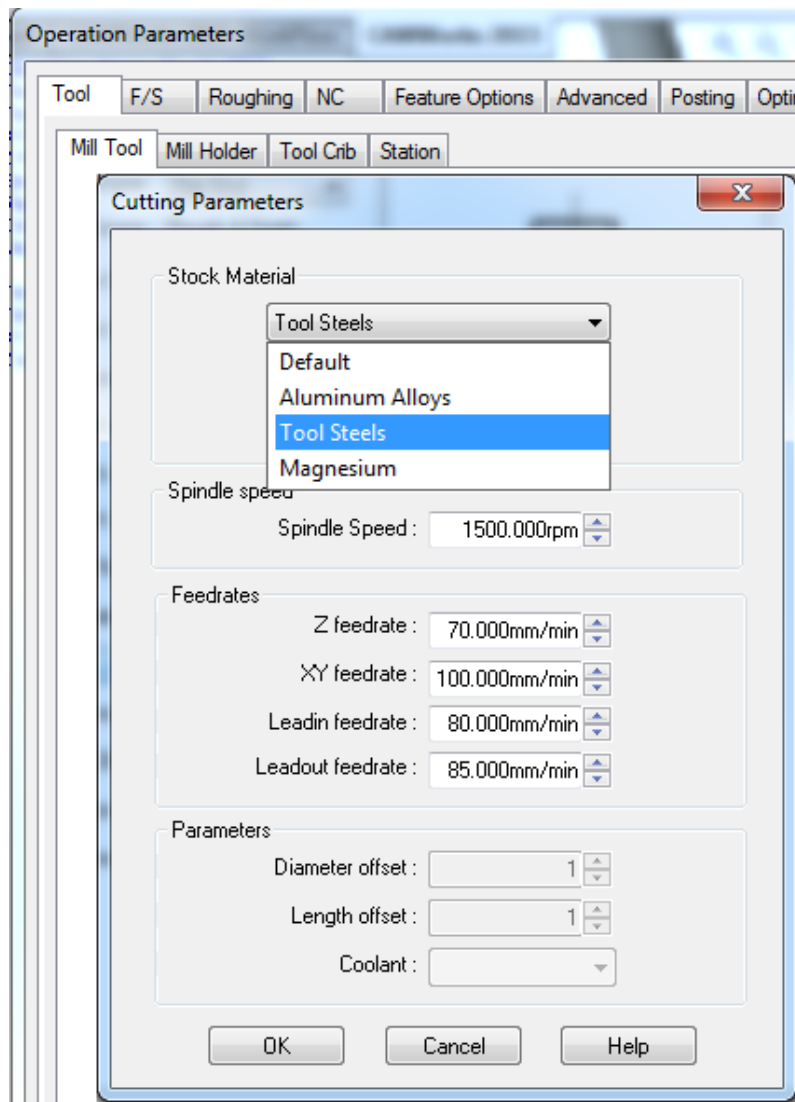 Operation Parameters
Tool F/S Roughing NC Feature Options Advanced Posting
Mill Tool Mill Holder Tool Crib Station
Cutting Parameters
Stock Material
Tool Steels
Default
Aluminum Alloys
Tool Steels
Magnesium
Spindle speed
Spindle Speed : 1500.000rpm
Feedrates
Z feedrate : 70.000mm/min
XY feedrate : 100.000mm/min
Leadin feedrate : 80.000mm/min
Leadout feedrate : 85.000mm/min
Parameters
Diameter offset : 1
Length offset : 1
Coolant :
OK Cancel Help